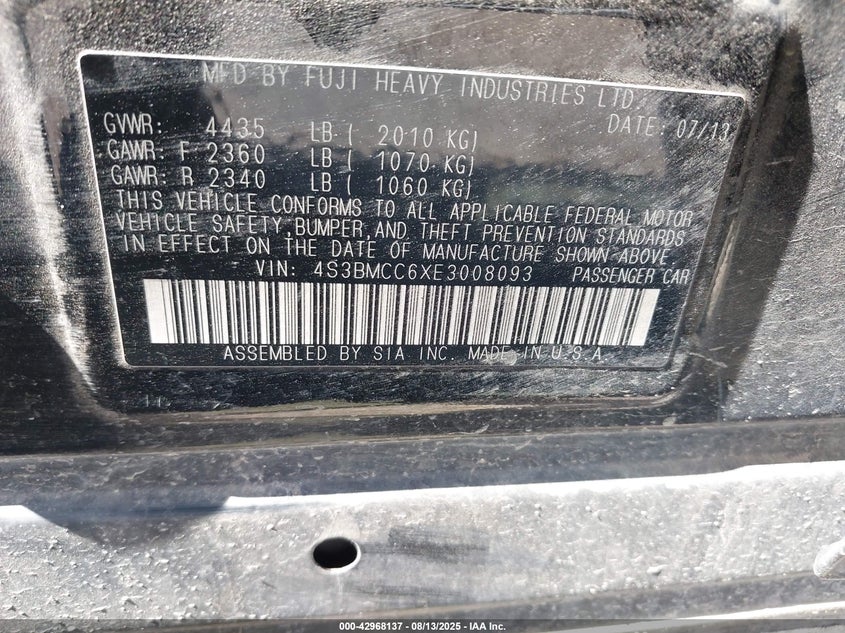 MFD BY FUJI HEAVY INDUSTRIES LTD.
DATE: 07/13
GVWR: 4435 LB ( 2010 KG)
GAWR: F 2360 LB ( 1070 KG)
GAWR: R 2340 LB ( 1060 KG)
THIS VEHICLE CONFORMS TO ALL APPLICABLE FEDERAL MOTOR
VEHICLE SAFETY, BUMPER, AND THEFT PREVENTION STANDARDS
IN EFFECT ON THE DATE OF MANUFACTURE SHOWN ABOVE.
VIN: 4S3BMCC6XE3008093 PASSENGER CAR
ASSEMBLED BY SIA INC. MADE IN U.S.A.
000-42968137 - 08/13/2025 - IAA Inc.